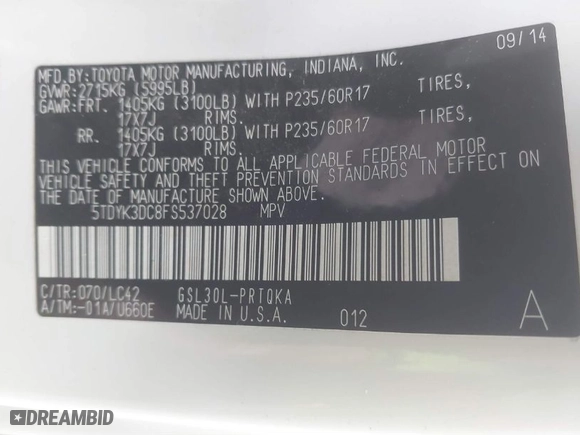 09/14
MFD.BY:TOYOTA MOTOR MANUFACTURING, INDIANA, INC.
GVWR:2715KG (5995LB)
GAWR:FRT. 1405KG (3100LB) WITH P235/60R17 TIRES,
17X7J RIMS.
RR. 1405KG (3100LB) WITH P235/60R17 TIRES,
17X7J RIMS.
THIS VEHICLE CONFORMS TO ALL APPLICABLE FEDERAL MOTOR
VEHICLE SAFETY AND THEFT PREVENTION STANDARDS IN EFFECT ON
THE DATE OF MANUFACTURE SHOWN ABOVE.
5TDYK3DC8FS537028 MPV
C/TR:070/LC42 GSL30L-PRTQKA
A/TM:-01A/U660E MADE IN U.S.A. 012 A
DREAMBID